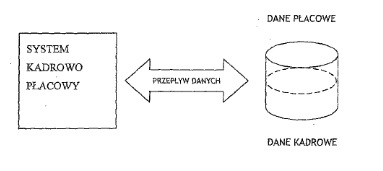 SYSTEM
KADROWO
PŁACOWY
PRZEPŁYW DANYCH
DANE PŁACOWE
DANE KADROWE